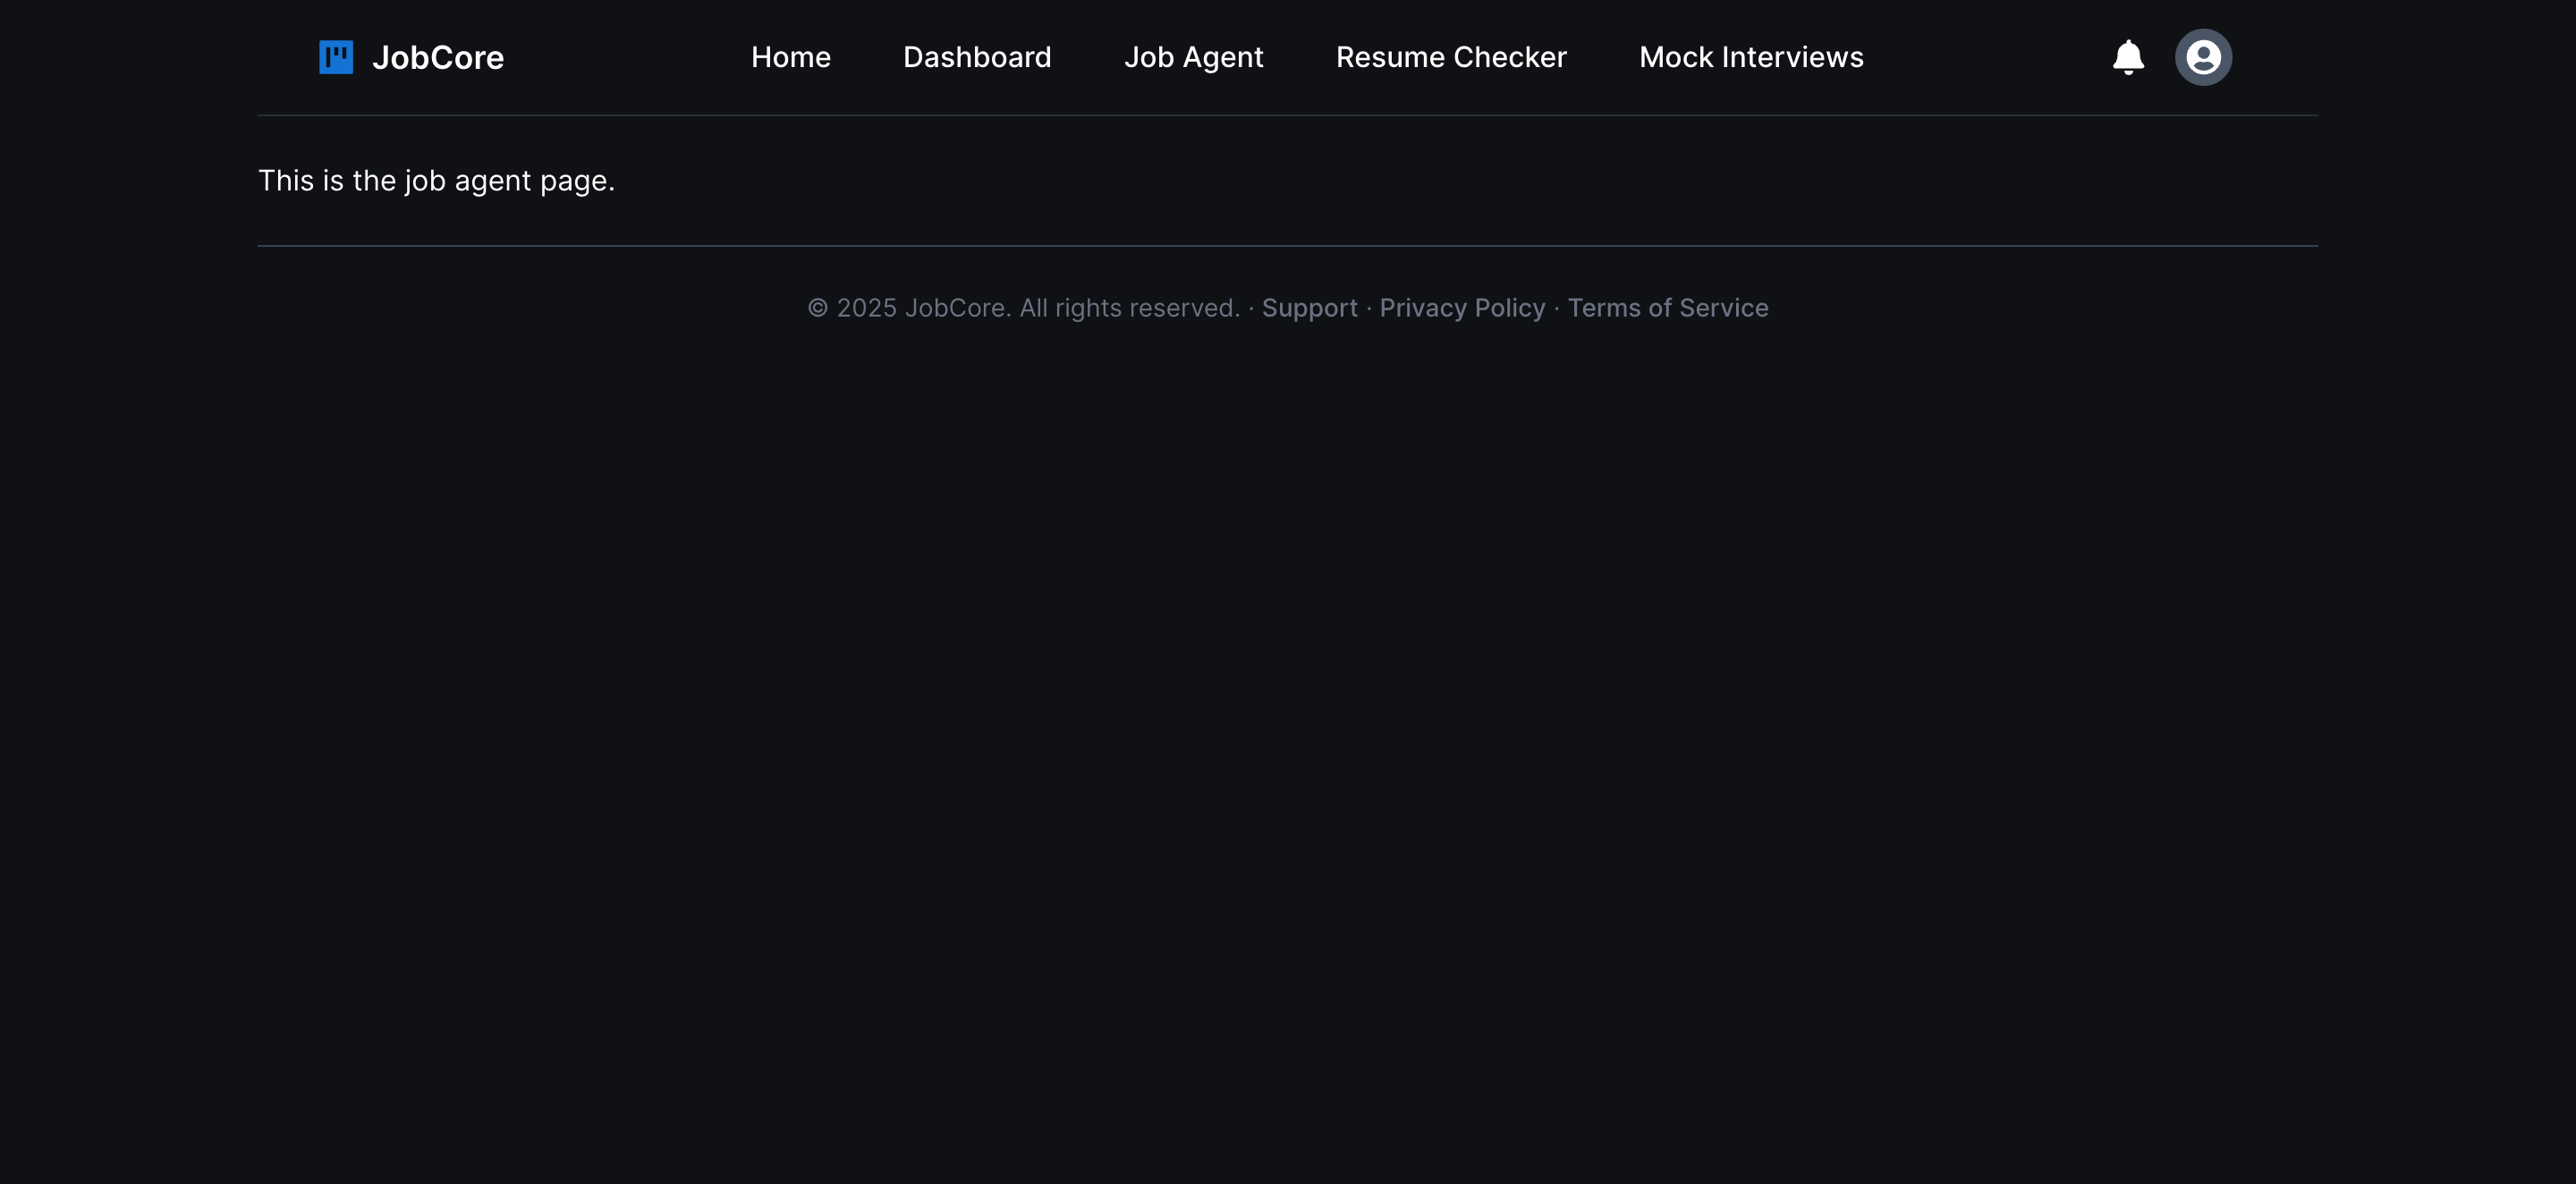 JobCore Home Dashboard Job Agent Resume Checker Mock Interviews
This is the job agent page.
© 2025 JobCore. All rights reserved. · Support · Privacy Policy · Terms of Service